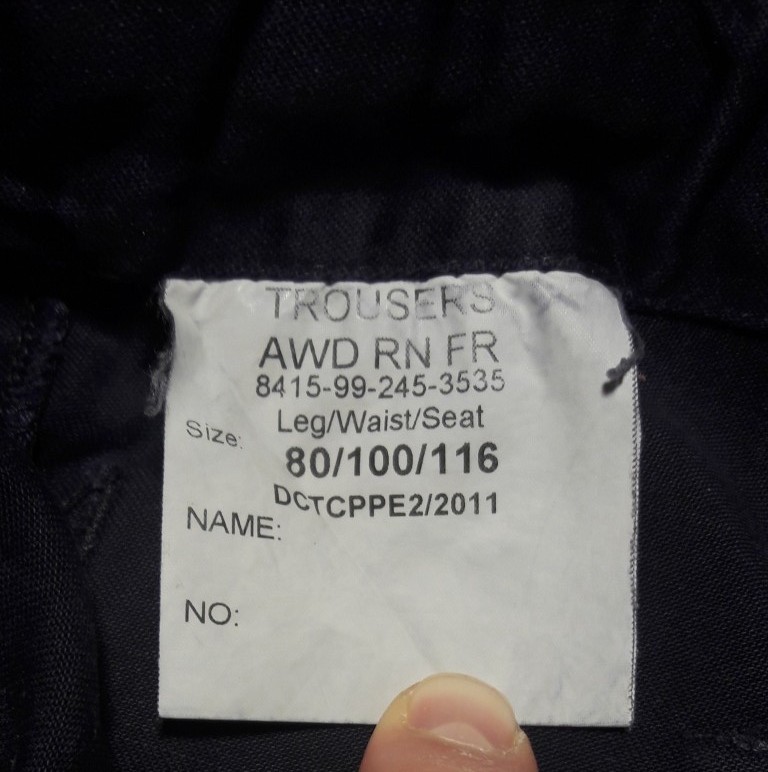 TROUSERS
AWD RN FR
8415-99-245-3535
Leg/Waist/Seat
Size: 80/100/116
DCTCPPE2/2011
NAME:
NO: